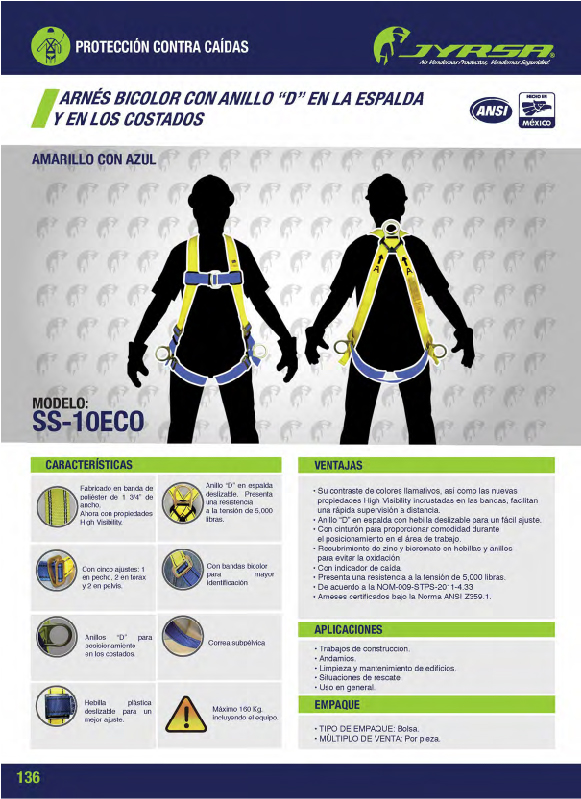 PROTECCIÓN CONTRA CAÍDAS
JYRSA®
No Vendemos Productos, Vendemos Seguridad
ARNÉS BICOLOR CON ANILLO “D” EN LA ESPALDA
Y EN LOS COSTADOS
ANSI
HECHO EN
MÉXICO
AMARILLO CON AZUL
A
A
MODELO:
SS-10ECO
CARACTERÍSTICAS
Fabricado en banda de
poliéster de 1 3/4" de
ancho.
Ahora con propiedades
High Visibility.
Anillo "D" en espalda
deslizable. Presenta
una resistencia
a la tensión de 5,000
libras.
Con cinco ajustes: 1
en pecho, 2 en torax
y 2 en pelvis.
Con bandas bicolor
para mayor
identificación
Anillos "D" para
posicionamiento
en los costados.
Correa subpélvica
Hebilla plástica
deslizable para un
mejor ajuste.
Máximo 160 Kg.
incluyendo el equipo.
VENTAJAS
• Su contraste de colores llamativos, así como las nuevas
propiedades High Visibility incrustadas en las bandas, facilitan
una rápida supervisión a distancia.
• Anillo "D" en espalda con hebilla deslizable para un fácil ajuste.
• Con cinturón para proporcionar comodidad durante
el posicionamiento en el área de trabajo.
• Recubrimiento de zinc y bicromato en hebillas y anillos
para evitar la oxidación
• Con indicador de caída
• Presenta una resistencia a la tensión de 5,000 libras.
• De acuerdo a la NOM-009-STPS-2011-4.33
• Arneses certificados bajo la Norma ANSI Z359.1.
APLICACIONES
• Trabajos de construcción.
• Andamios.
• Limpieza y mantenimiento de edificios.
• Situaciones de rescate
• Uso en general.
EMPAQUE
• TIPO DE EMPAQUE: Bolsa.
• MÚLTIPLO DE VENTA: Por pieza.
136